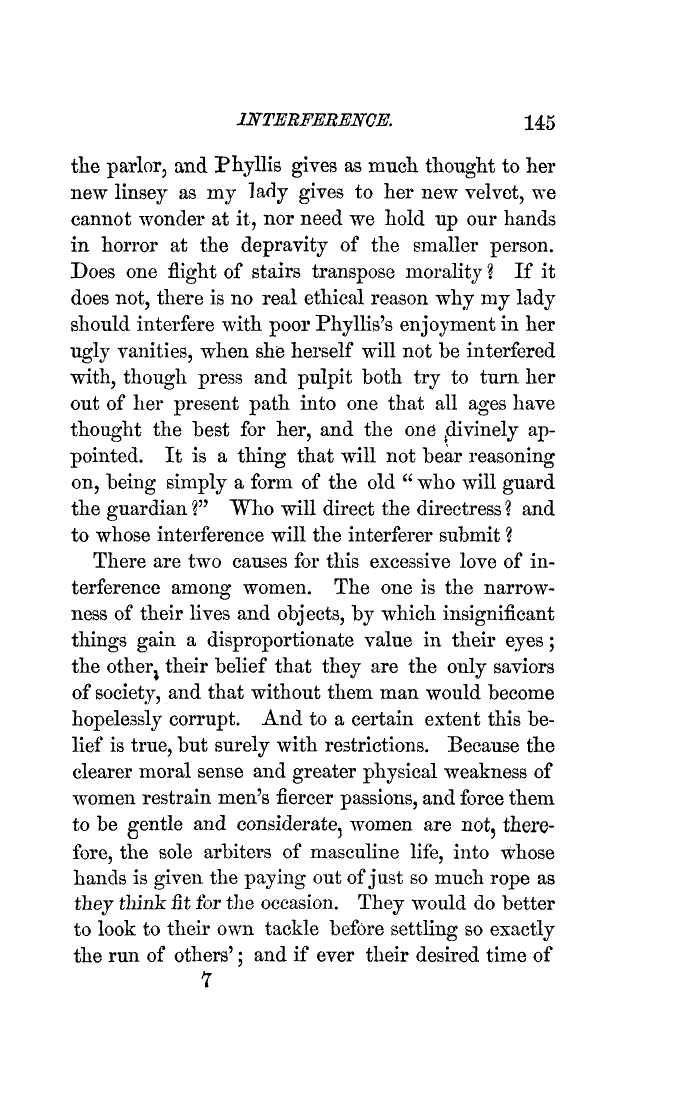 INTERFERENCE. 145
the parlor, and Phyllis gives as much thought to her
new linsey as my lady gives to her new velvet, we
cannot wonder at it, nor need we hold up our hands
in horror at the depravity of the smaller person.
Does one flight of stairs transpose morality? If it
does not, there is no real ethical reason why my lady
should interfere with poor Phyllis's enjoyment in her
ugly vanities, when she herself will not be interfered
with, though press and pulpit both try to turn her
out of her present path into one that all ages have
thought the best for her, and the one divinely ap-
pointed. It is a thing that will not bear reasoning
on, being simply a form of the old "who will guard
the guardian?" Who will direct the directress? and
to whose interference will the interferer submit?
There are two causes for this excessive love of in-
terference among women. The one is the narrow-
ness of their lives and objects, by which insignificant
things gain a disproportionate value in their eyes;
the other, their belief that they are the only saviors
of society, and that without them man would become
hopelessly corrupt. And to a certain extent this be-
lief is true, but surely with restrictions. Because the
clearer moral sense and greater physical weakness of
women restrain men's fiercer passions, and force them
to be gentle and considerate, women are not, there-
fore, the sole arbiters of masculine life, into whose
hands is given the paying out of just so much rope as
they think fit for the occasion. They would do better
to look to their own tackle before settling so exactly
the run of others'; and if ever their desired time of
7